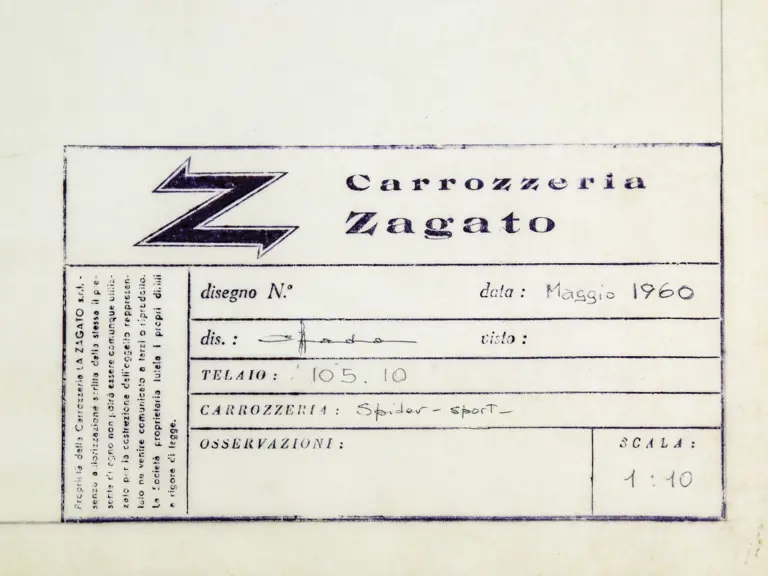 Z
Carrozzeria
Zagato
disegno N.° data : Maggio 1960
dis. : visto :
TELAIO : 105.10
CARROZZERIA : Spider - sport -
OSSERVAZIONI :
SCALA :
1 : 10
Proprietà della Carrozzeria LA ZAGATO s.r.l. -
senza autorizzazione scritta della stessa il pre-
sente disegno non potrà essere comunque utiliz-
zato per la costruzione dell'oggetto rappresen-
tato ne venire comunicato a terzi o riprodotto.
La Società proprietaria tutela i propri diritti
a rigore di legge.